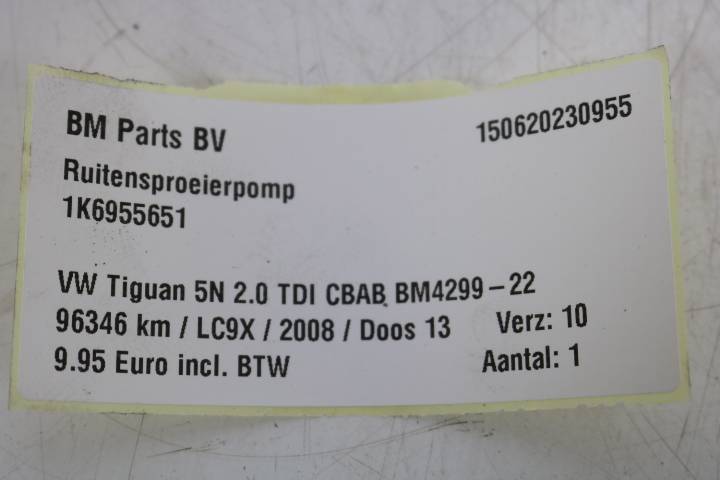 BM Parts BV 150620230955
Ruitensproeierpomp
1K6955651
VW Tiguan 5N 2.0 TDI CBAB BM4299-22
96346 km / LC9X / 2008 / Doos 13 Verz: 10
9.95 Euro incl. BTW Aantal: 1